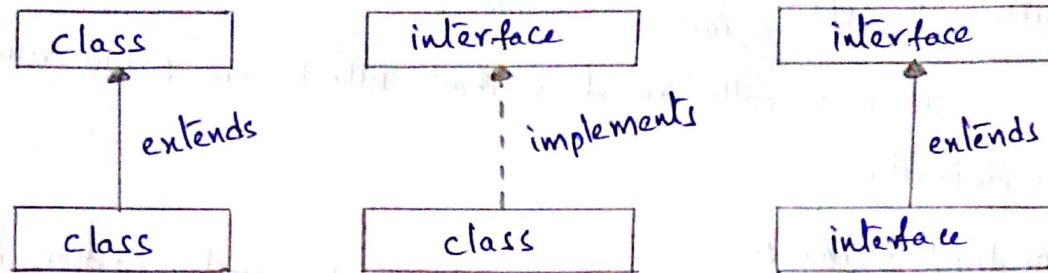 class interface interface
extends implements extends
class class interface